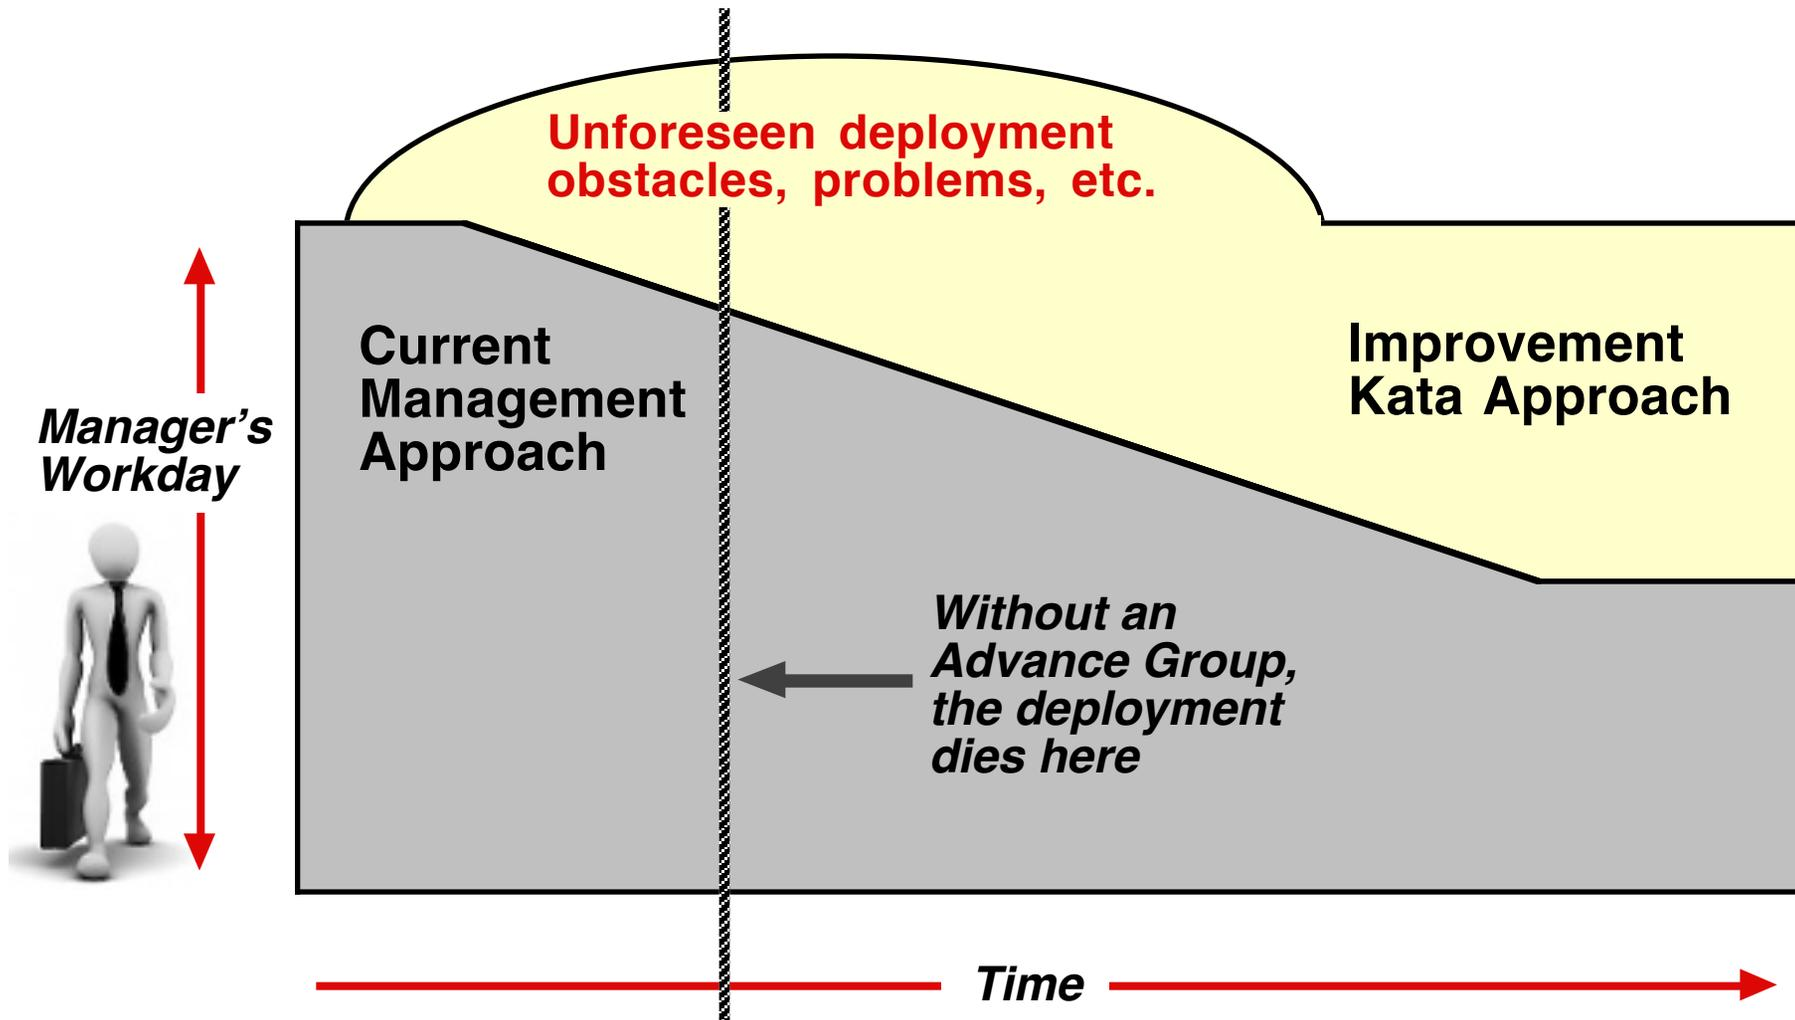 Unforeseen deployment
obstacles, problems, etc.
Current
Management
Approach
Improvement
Kata Approach
Manager’s
Workday
Without an
Advance Group,
the deployment
dies here
Time